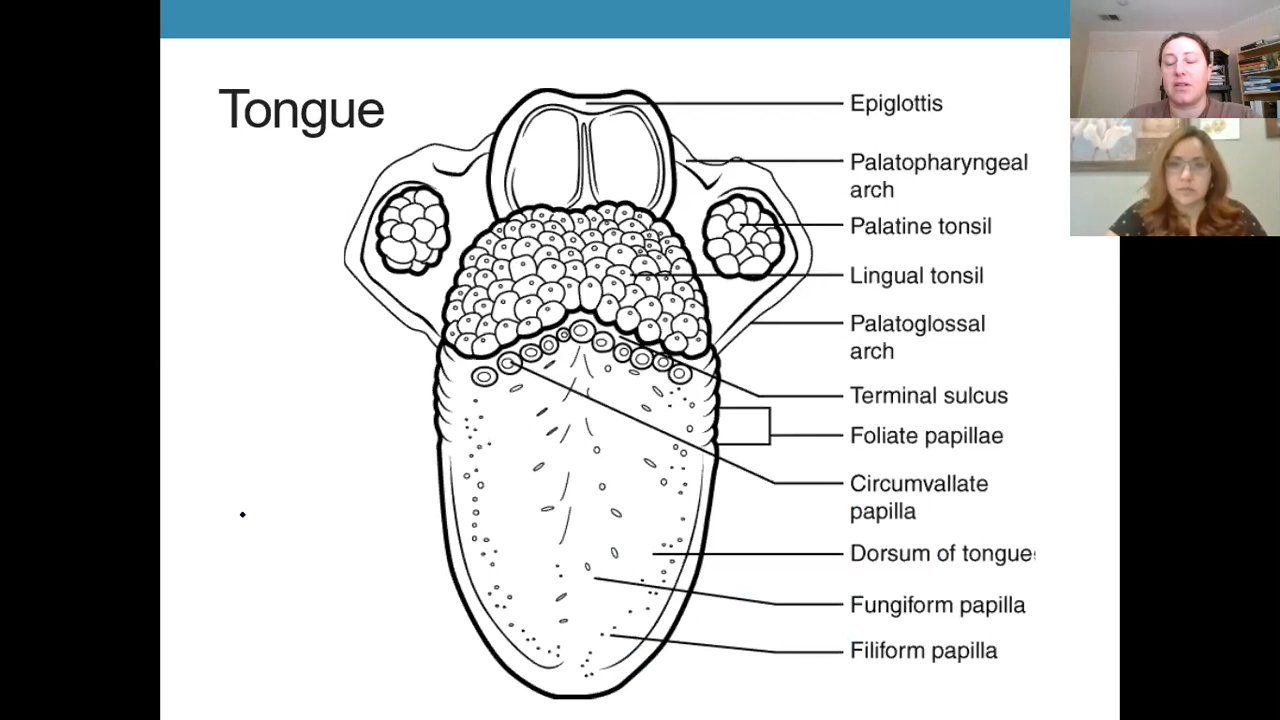 Tongue
Epiglottis
Palatopharyngeal
arch
Palatine tonsil
Lingual tonsil
Palatoglossal
arch
Terminal sulcus
Foliate papillae
Circumvallate
papilla
Dorsum of tongue
Fungiform papilla
Filiform papilla